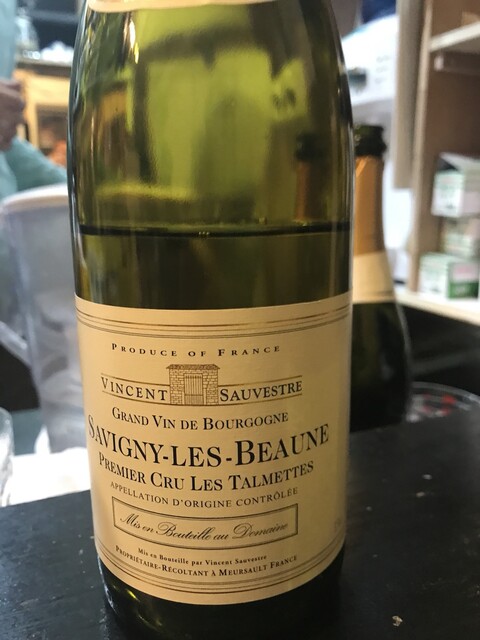 PRODUCE OF FRANCE
VINCENT SAUVESTRE
GRAND VIN DE BOURGOGNE
SAVIGNY-LES-BEAUNE
PREMIER CRU LES TALMETTES
APPELLATION D'ORIGINE CONTRÔLÉE
Mis en Bouteille au Domaine
Mis en Bouteille par Vincent Sauvestre
PROPRIÉTAIRE-RÉCOLTANT À MEURSAULT FRANCE